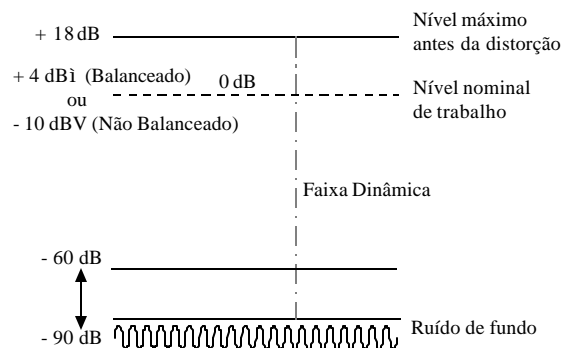 + 18 dB
Nível máximo
antes da distorção
+ 4 dBì (Balanceado)
ou
- 10 dBV (Não Balanceado)
0 dB
Nível nominal
de trabalho
Faixa Dinâmica
- 60 dB
- 90 dB
Ruído de fundo